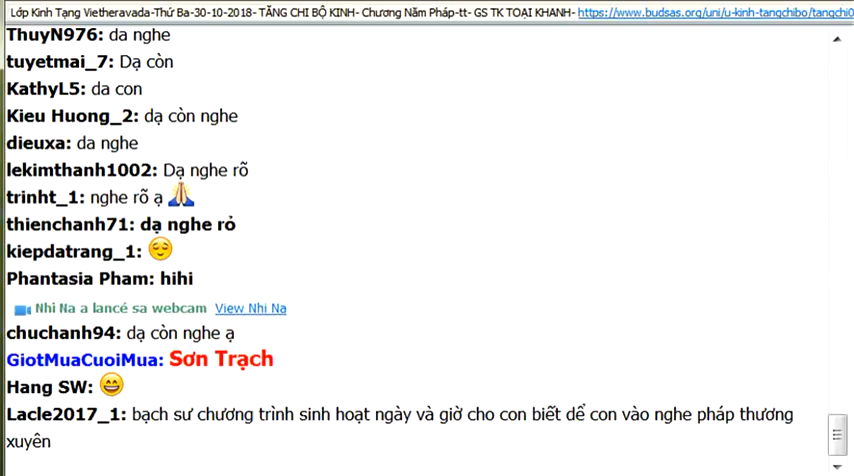 Lớp Kinh Tạng Vietheravada-Thứ Ba-30-10-2018- TĂNG CHI BỘ KINH- Chương Năm Pháp-tt- GS TK TOẠI KHANH- https://www.budsas.org/uni/u-kinh-tangchibo/tangchi0
ThuyN976: da nghe
tuyetmai_7: Dạ còn
KathyL5: da con
Kieu Huong_2: dạ còn nghe
dieuxa: da nghe
lekimthanh1002: Dạ nghe rõ
trinht_1: nghe rõ ạ 🙏
thienchanh71: dạ nghe rỏ
kiepdatrang_1: 😌
Phantasia Pham: hihi
Nhi Na a lancé sa webcam View Nhi Na
chuchanh94: dạ còn nghe ạ
GiotMuaCuoiMua: Sơn Trạch
Hang SW: 😄
Lacle2017_1: bạch sư chương trình sinh hoạt ngày và giờ cho con biết dể con vào nghe pháp thương
xuyên